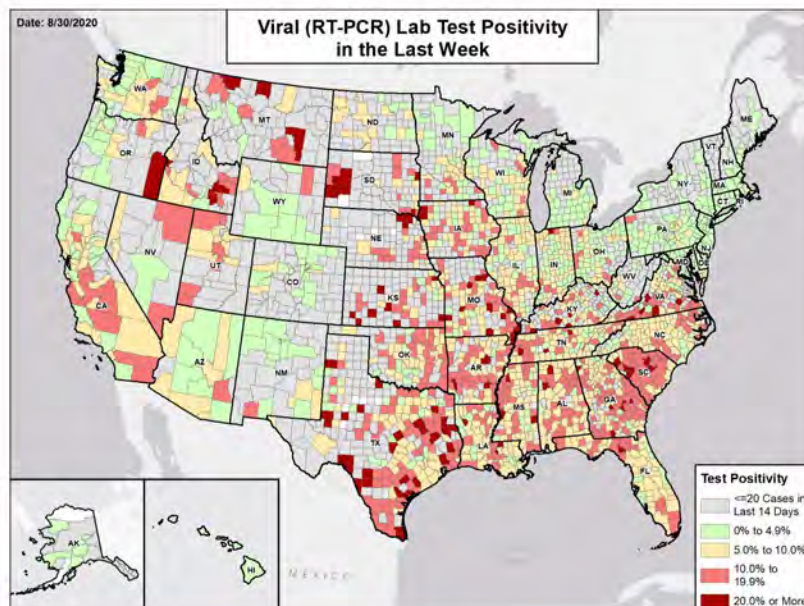 Date: 8/30/2020
Viral (RT-PCR) Lab Test Positivity
in the Last Week
WA
MT
ND
MN
ME
OR
ID
SD
WI
VT
NH
NY
MA
CT
RI
WY
MI
IA
NE
PA
NJ
NV
UT
IL
IN
OH
MD
DE
CO
WV
VA
CA
KS
MO
KY
NC
TN
OK
AZ
NM
AR
SC
MS
AL
GA
TX
LA
FL
AK
HI
MEXICO
Test Positivity
<=20 Cases in
Last 14 Days
0% to 4.9%
5.0% to 10.0%
10.0% to
19.9%
20.0% or More